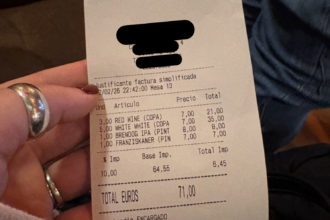 Justificante factura simplificada
/02/26 22:42:00 Mesa 13
Artículo Precio Total
3,00 RED WINE (COPA) 7,00 21,00
5,00 WHITE WHITE (COPA) 7,00 35,00
1,00 BRENDOG IPA (PINT 8,00 8,00
1,00 FRANZISKANER (PIN 7,00 7,00
% Imp Base Imp. Total Imp
10,00 64,55 6,45
TOTAL EUROS 71,00
ENCARGADO